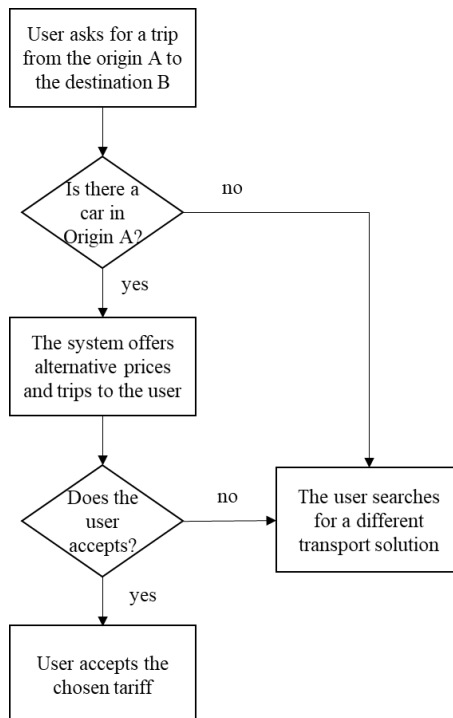 User asks for a trip
from the origin A to
the destination B
Is there a
car in
Origin A?
no
yes
The system offers
alternative prices
and trips to the user
Does the
user
accepts?
no
The user searches
for a different
transport solution
yes
User accepts the
chosen tariff